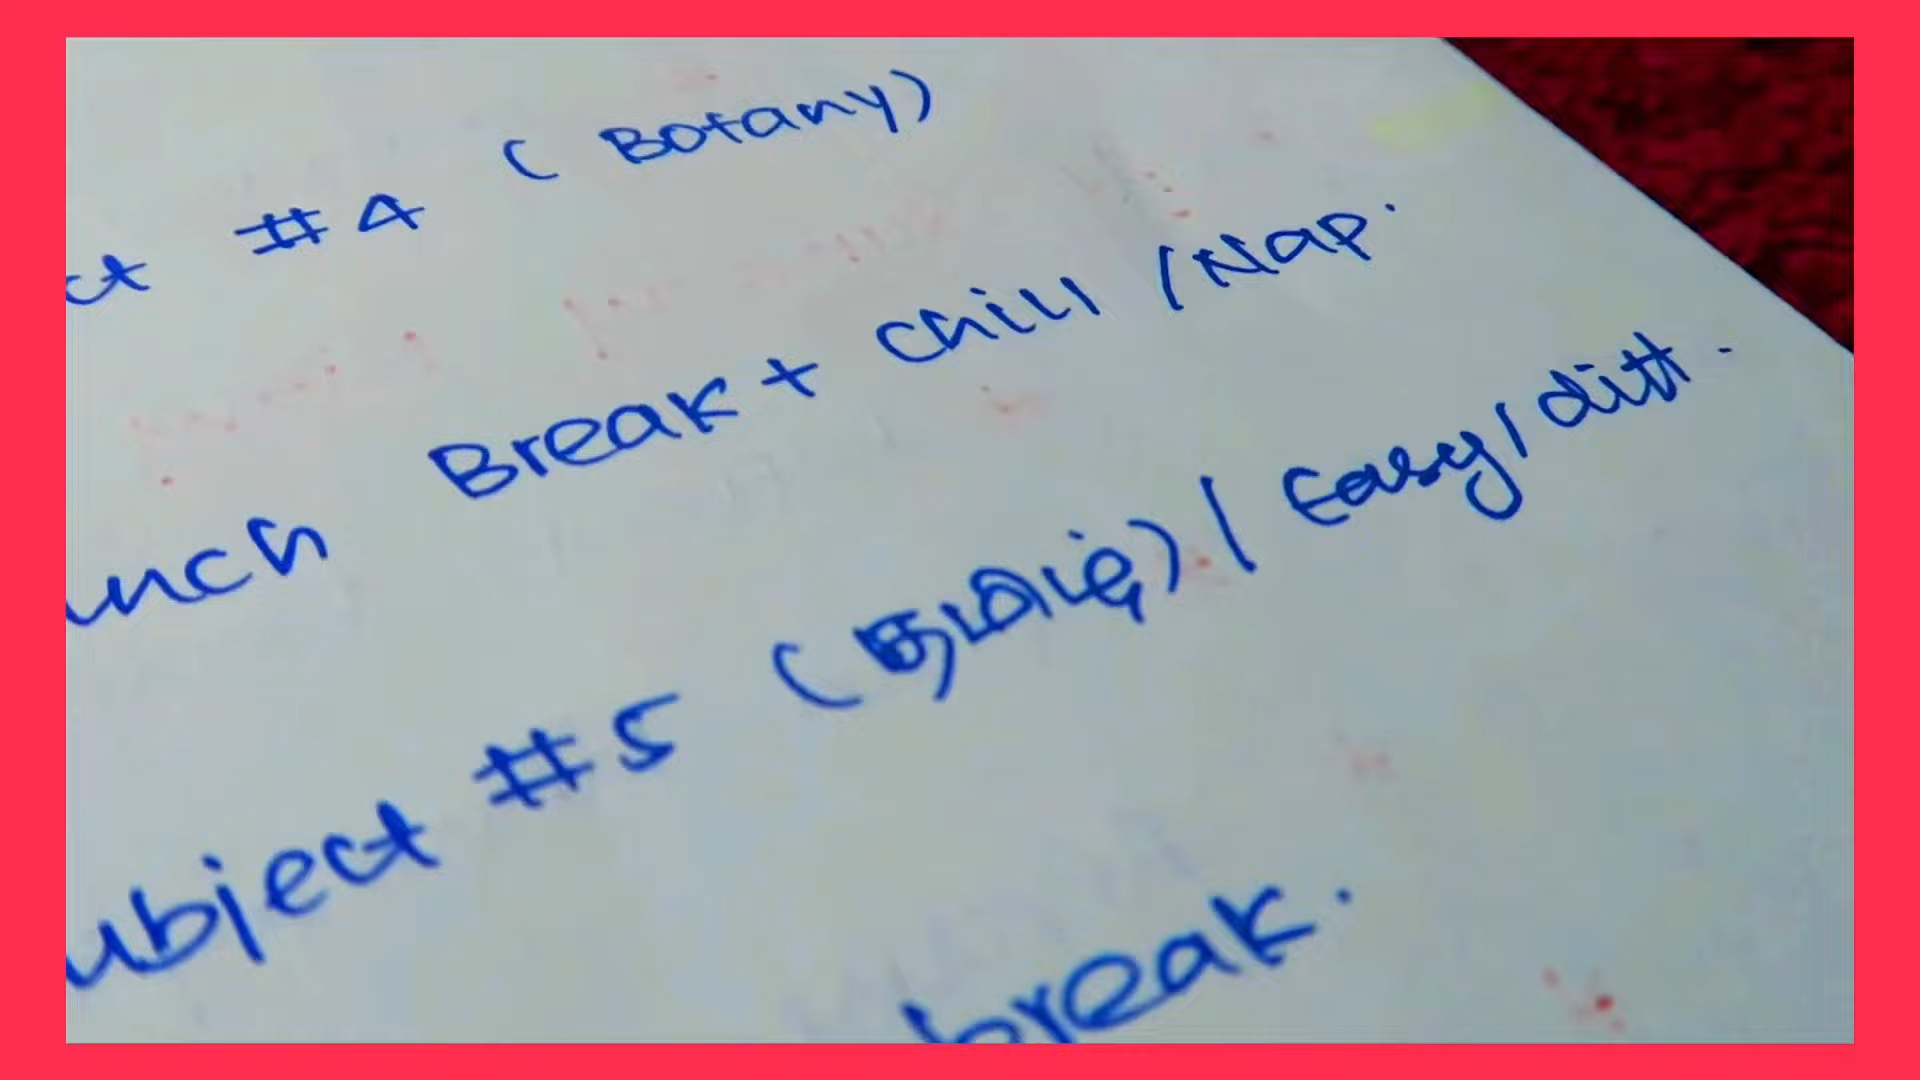 ct #4 (Botany)
unch Break + chill / Nap.
ubject #5 (தமிழ்) / Easy / diff.
break.